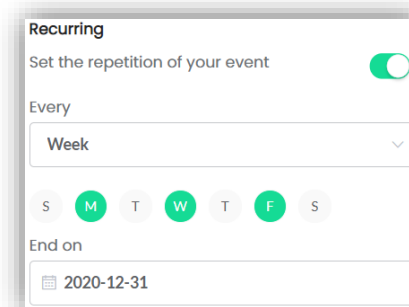 Recurring
Set the repetition of your event
Every
Week
S M T W T F S
End on
2020-12-31